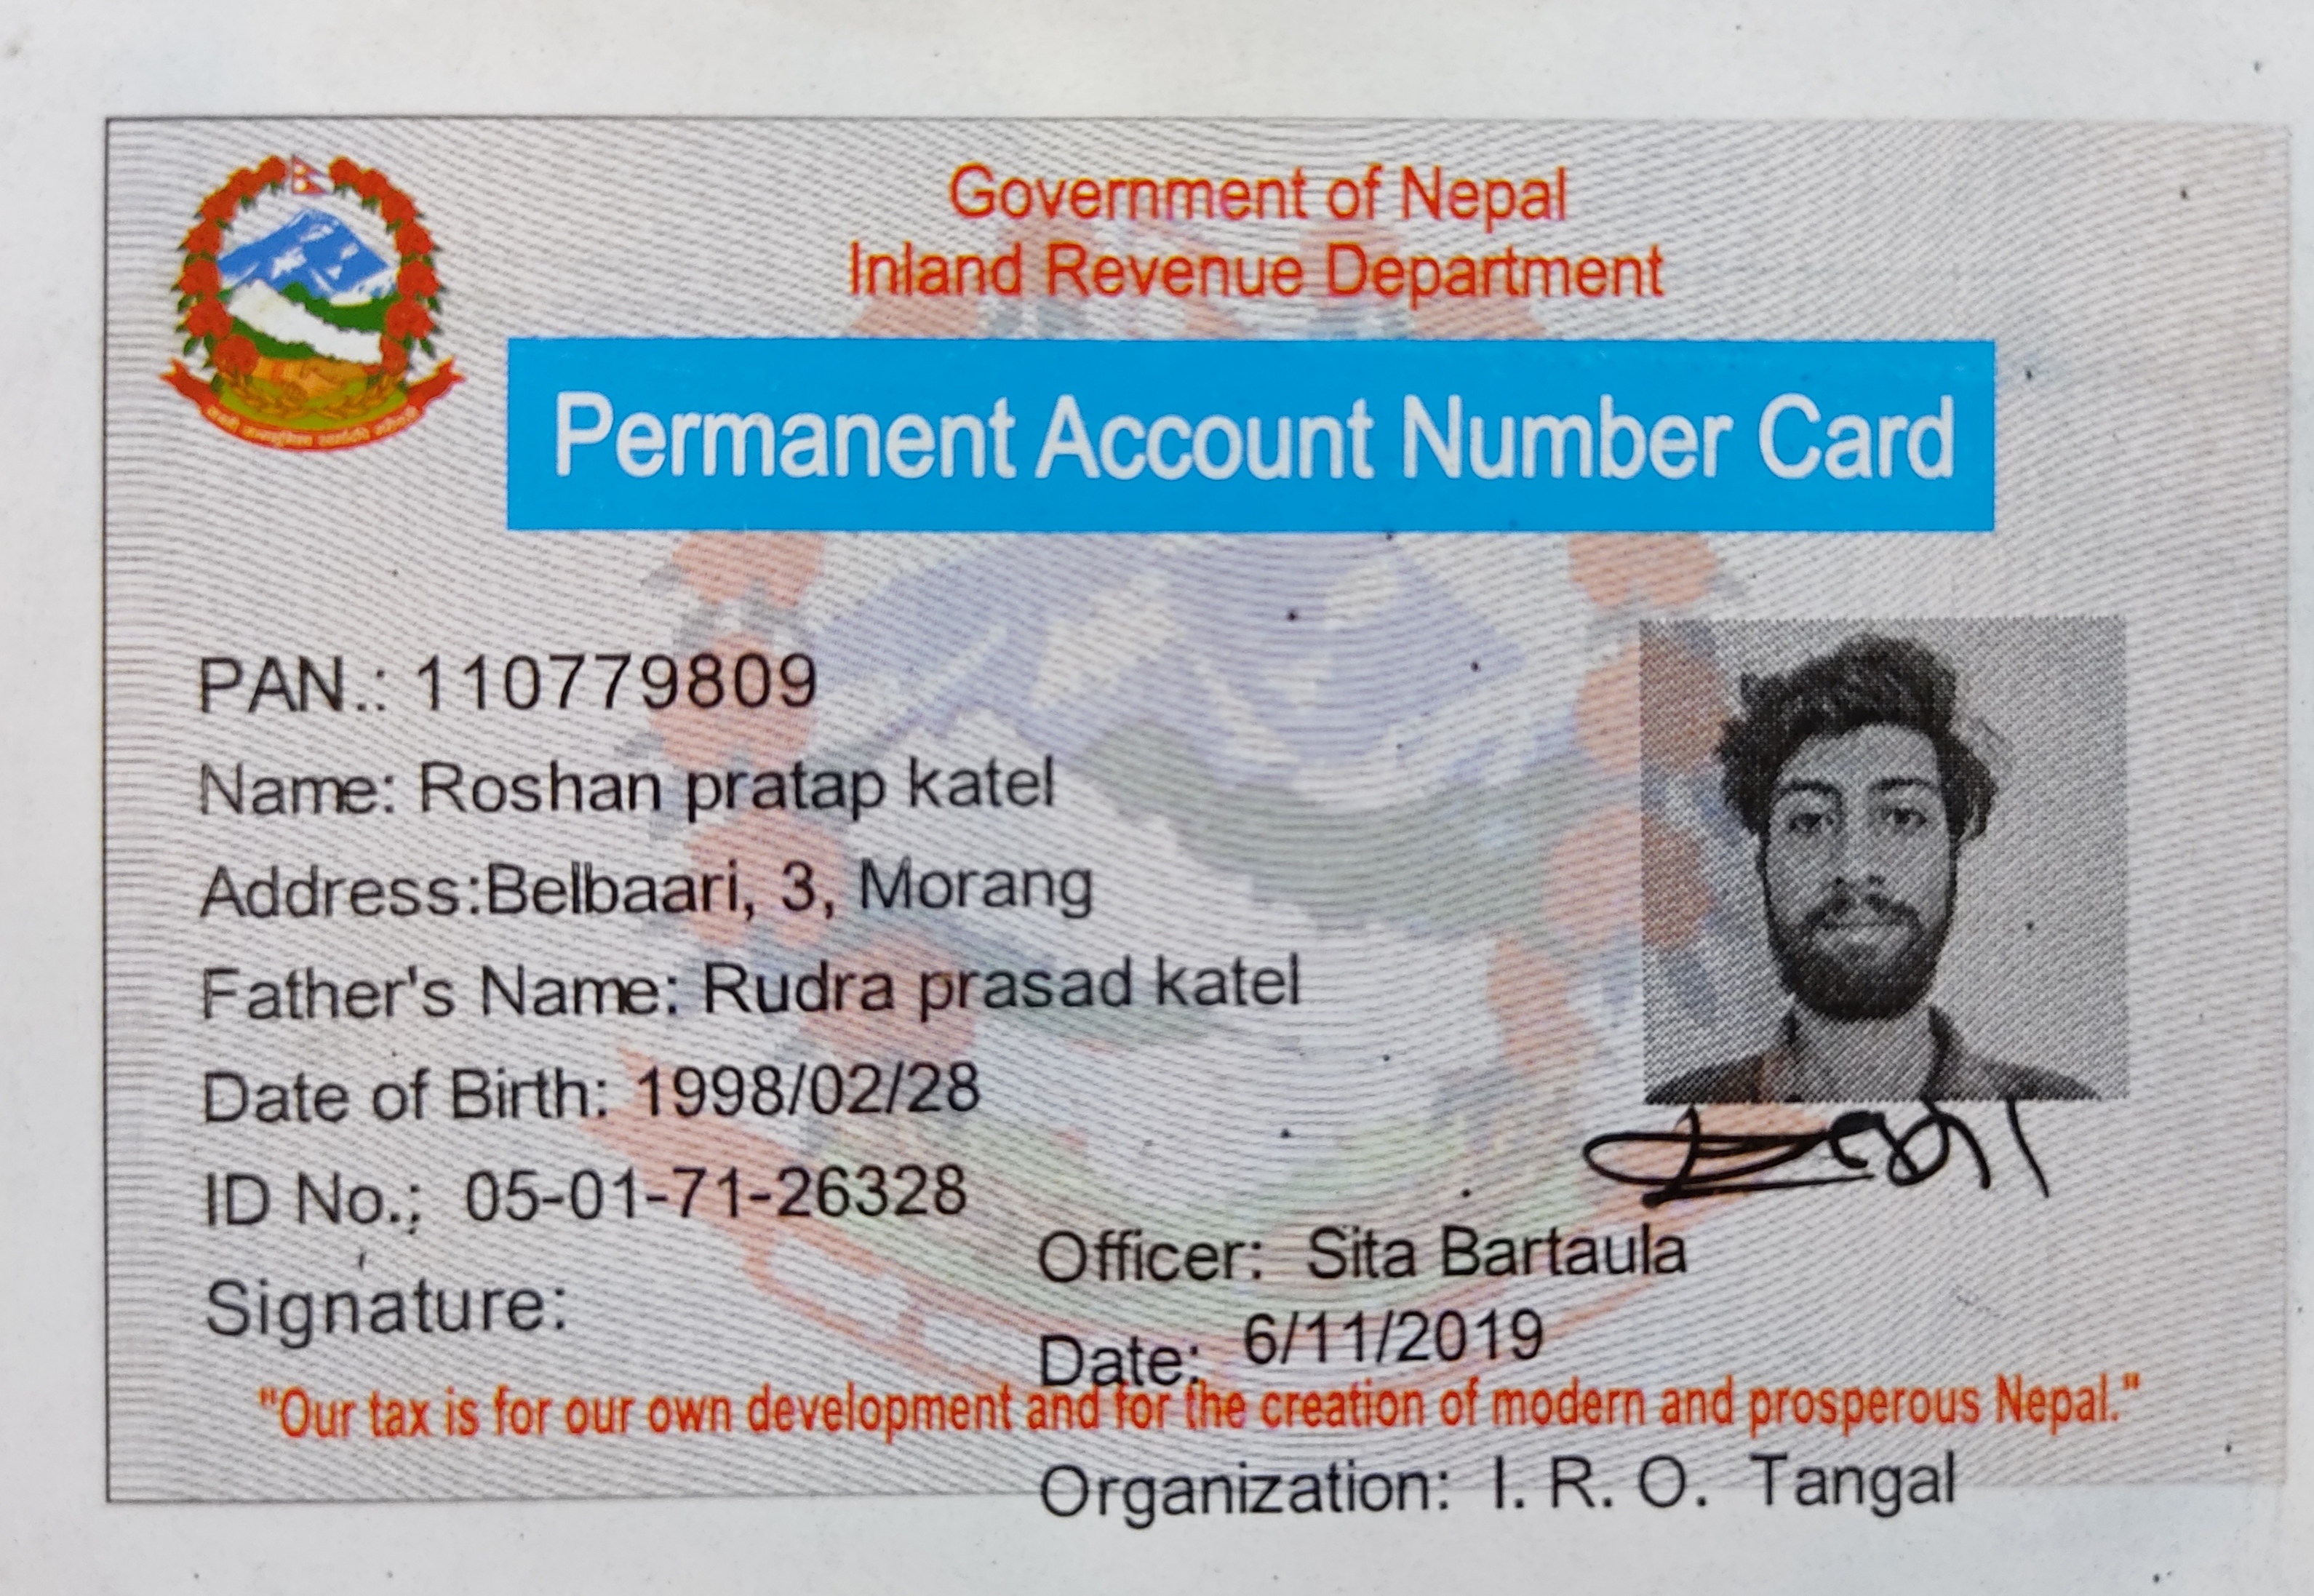 Government of Nepal
Inland Revenue Department
Permanent Account Number Card
PAN.: 110779809
Name: Roshan pratap katel
Address:Belbaari, 3, Morang
Father's Name: Rudra prasad katel
Date of Birth: 1998/02/28
ID No.: 05-01-71-26328
Signature:
Officer: Sita Bartaula
Date: 6/11/2019
"Our tax is for our own development and for the creation of modern and prosperous Nepal."
Organization: I. R. O. Tangal